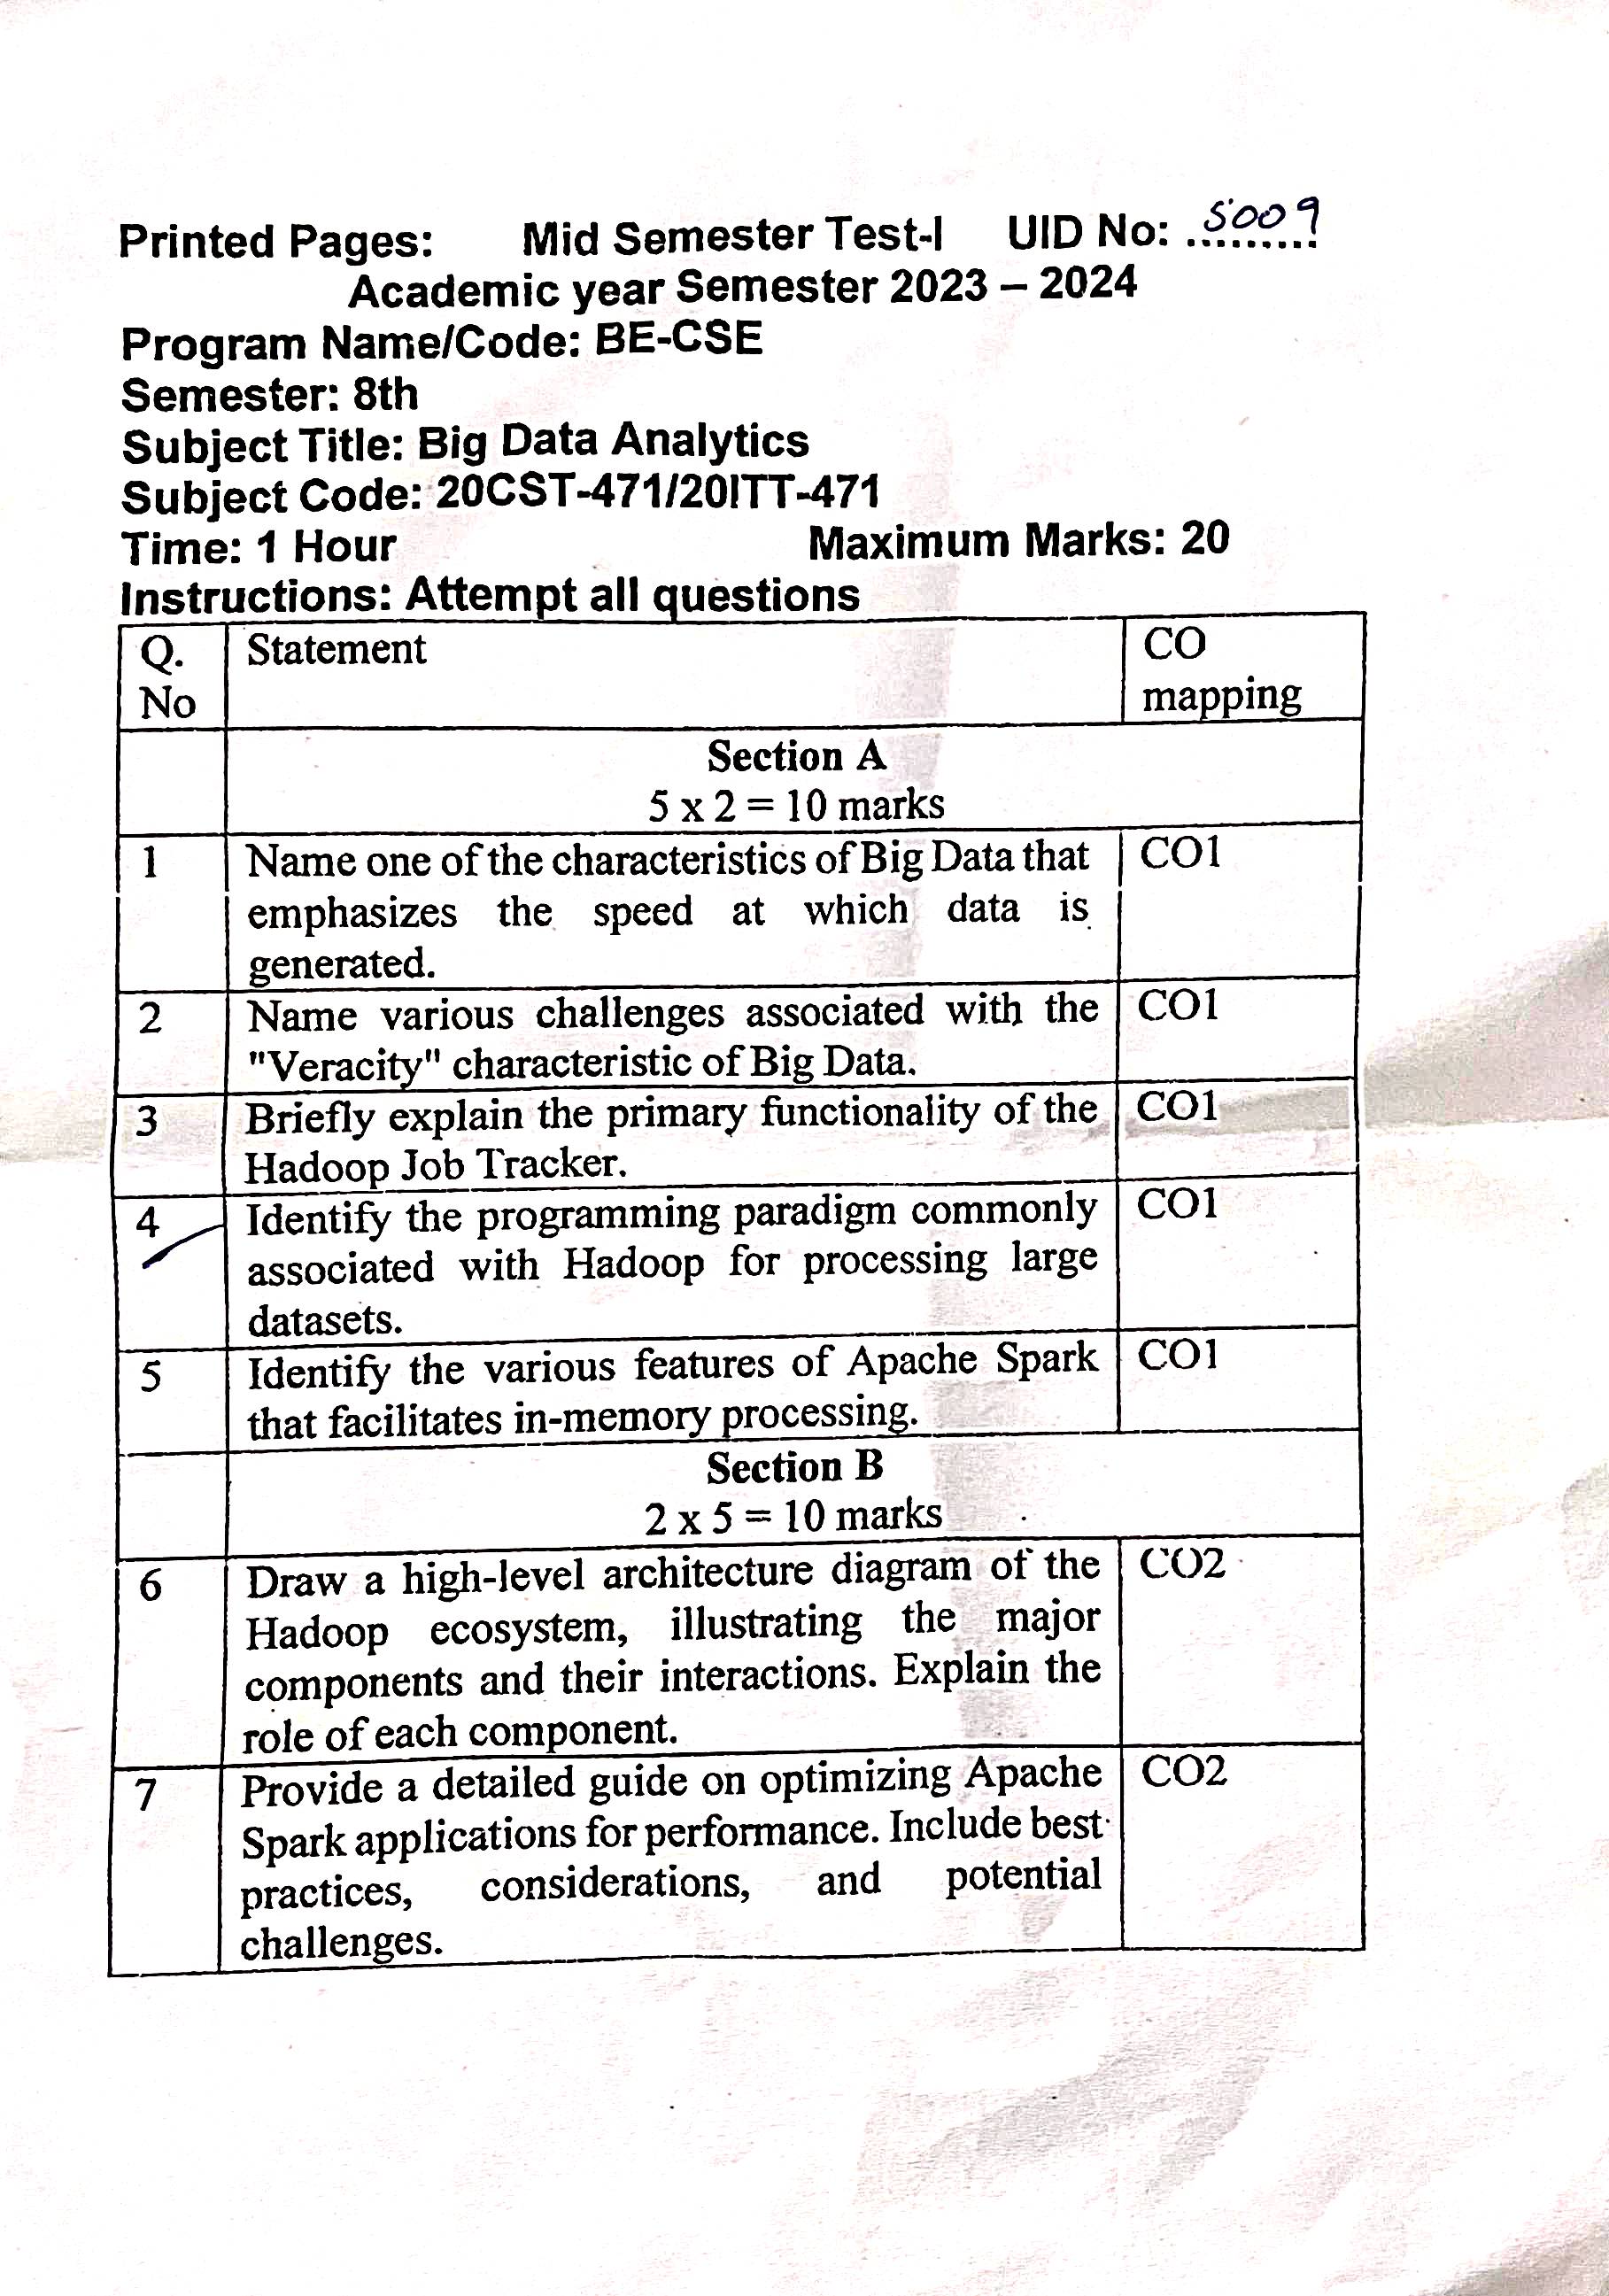 Printed Pages: Mid Semester Test-I UID No: .........5009
Academic year Semester 2023 – 2024
Program Name/Code: BE-CSE
Semester: 8th
Subject Title: Big Data Analytics
Subject Code: 20CST-471/20ITT-471
Time: 1 Hour Maximum Marks: 20
Instructions: Attempt all questions
Q. Statement CO
No mapping
Section A
5 x 2 = 10 marks
1 Name one of the characteristics of Big Data that CO1
emphasizes the speed at which data is
generated.
2 Name various challenges associated with the CO1
"Veracity" characteristic of Big Data.
3 Briefly explain the primary functionality of the CO1
Hadoop Job Tracker.
4 Identify the programming paradigm commonly CO1
associated with Hadoop for processing large
datasets.
5 Identify the various features of Apache Spark CO1
that facilitates in-memory processing.
Section B
2 x 5 = 10 marks
6 Draw a high-level architecture diagram of the CO2
Hadoop ecosystem, illustrating the major
components and their interactions. Explain the
role of each component.
7 Provide a detailed guide on optimizing Apache CO2
Spark applications for performance. Include best
practices, considerations, and potential
challenges.